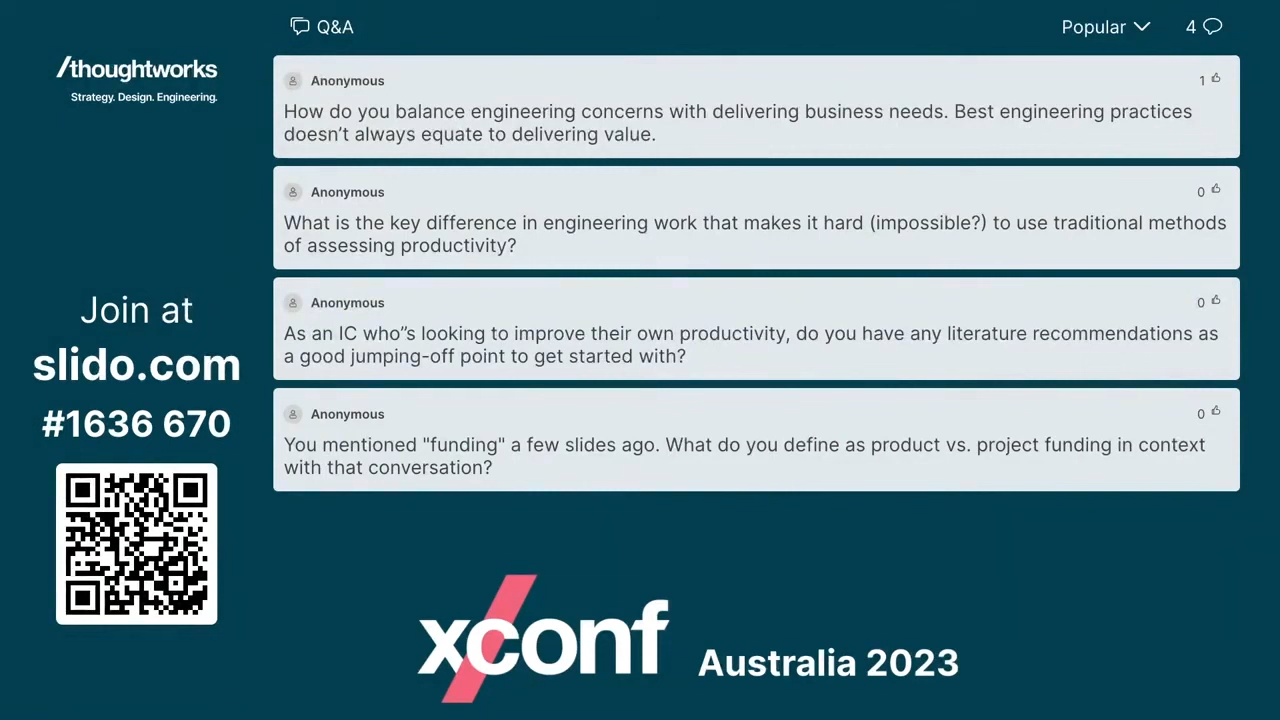 /thoughtworks
Strategy. Design. Engineering.
Q&A
Popular
4
Anonymous
1
How do you balance engineering concerns with delivering business needs. Best engineering practices
doesn’t always equate to delivering value.
Anonymous
0
What is the key difference in engineering work that makes it hard (impossible?) to use traditional methods
of assessing productivity?
Anonymous
0
As an IC who”s looking to improve their own productivity, do you have any literature recommendations as
a good jumping-off point to get started with?
Anonymous
0
You mentioned "funding" a few slides ago. What do you define as product vs. project funding in context
with that conversation?
Join at
slido.com
#1636 670
xconf
Australia 2023